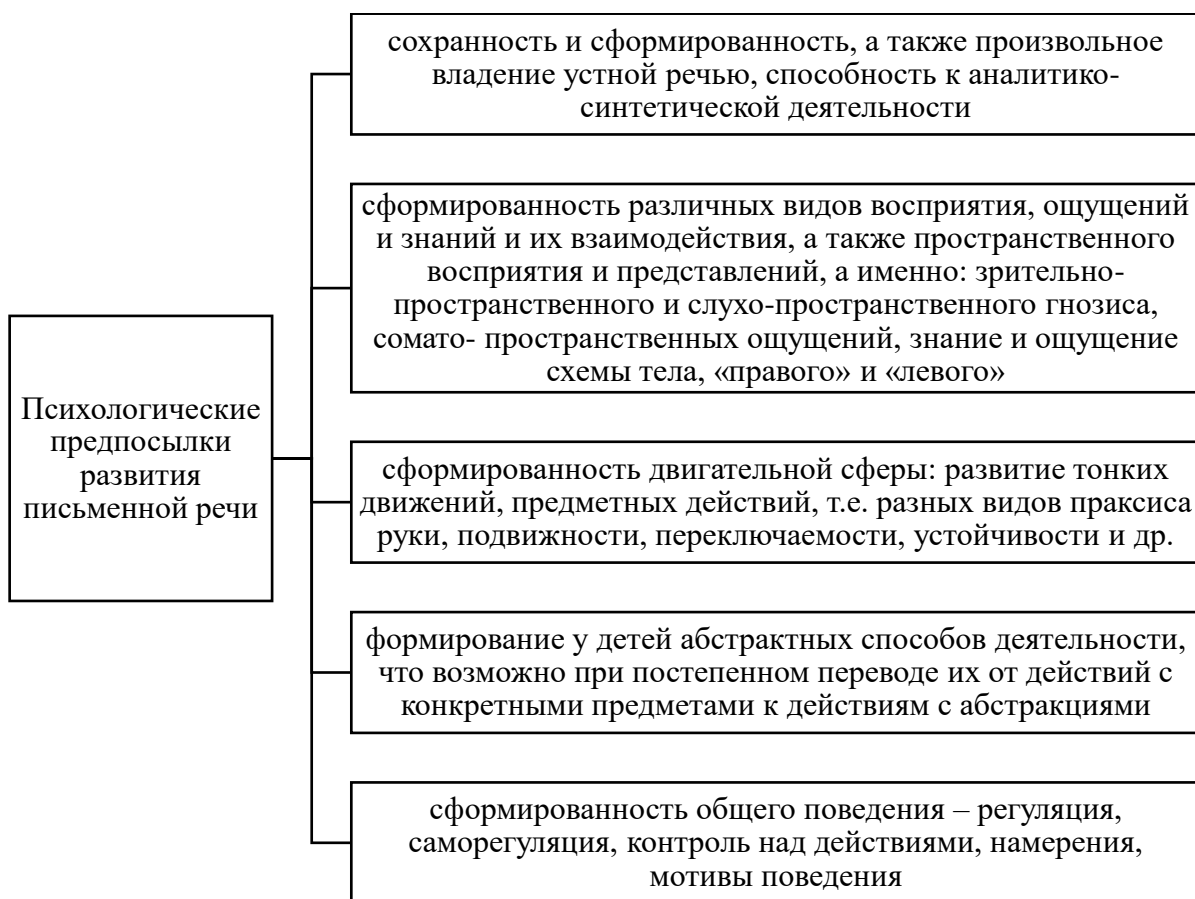 сохранность и сформированность, а также произвольное
владение устной речью, способность к аналитико-
синтетической деятельности
сформированность различных видов восприятия, ощущений
и знаний и их взаимодействия, а также пространственного
восприятия и представлений, а именно: зрительно-
пространственного и слухо-пространственного гнозиса,
сомато- пространственных ощущений, знание и ощущение
схемы тела, «правого» и «левого»
Психологические
предпосылки
развития
письменной речи
сформированность двигательной сферы: развитие тонких
движений, предметных действий, т.е. разных видов праксиса
руки, подвижности, переключаемости, устойчивости и др.
формирование у детей абстрактных способов деятельности,
что возможно при постепенном переводе их от действий с
конкретными предметами к действиям с абстракциями
сформированность общего поведения – регуляция,
саморегуляция, контроль над действиями, намерения,
мотивы поведения